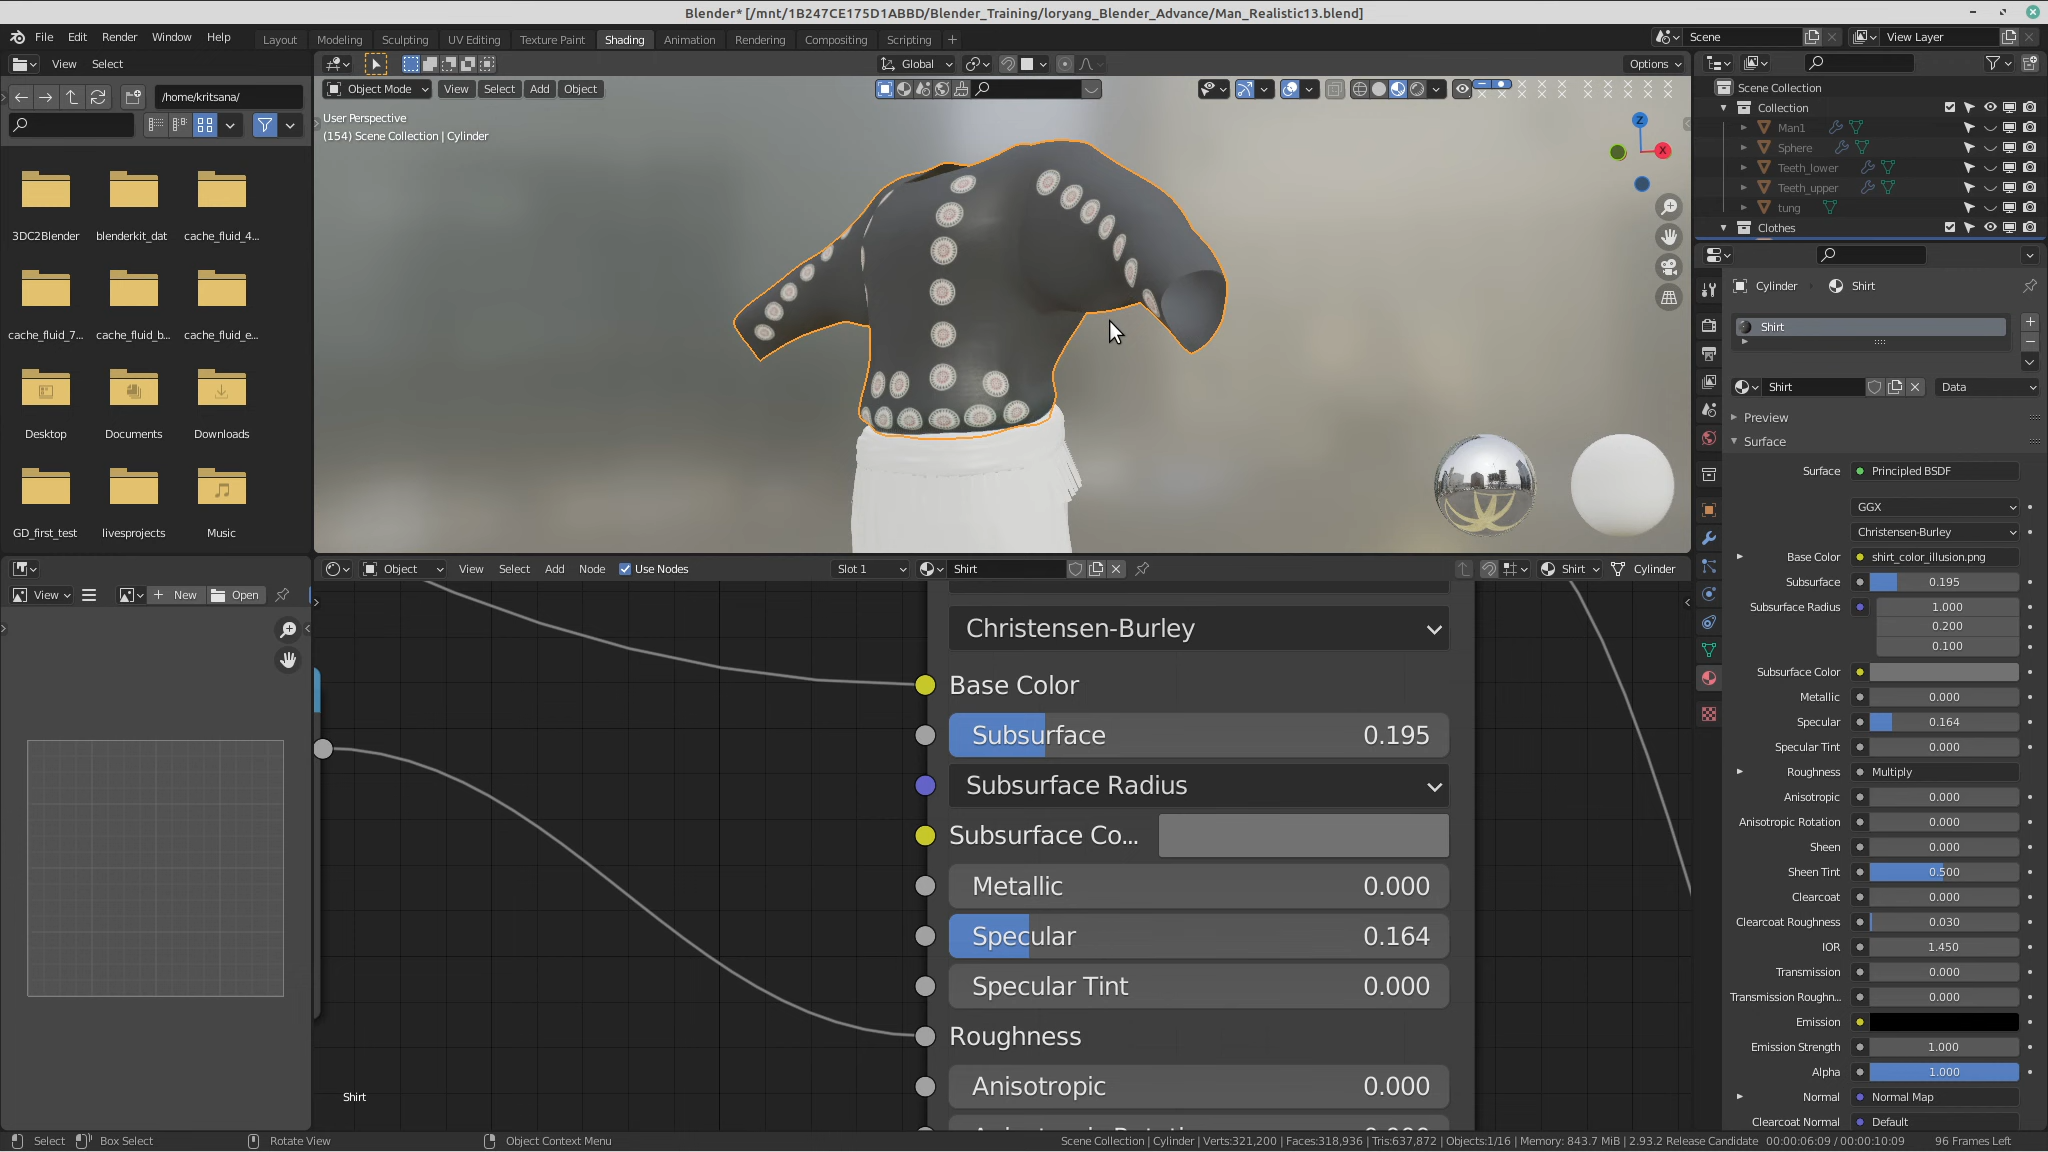 Blender* [/mnt/1B247CE175D1ABBD/Blender_Training/loryang_Blender_Advance/Man_Realistic13.blend]
File Edit Render Window Help
Layout Modeling Sculpting UV Editing Texture Paint Shading Animation Rendering Compositing Scripting +
Scene
View Layer
View Select
Global
Options
/home/kritsana/
Object Mode View Select Add Object
User Perspective
(154) Scene Collection | Cylinder
Z
X
3DC2Blender blenderkit_dat cache_fluid_4...
cache_fluid_7... cache_fluid_b... cache_fluid_e...
Desktop Documents Downloads
GD_first_test livesprojects Music
Scene Collection
Collection
Man1
Sphere
Teeth_lower
Teeth_upper
tung
Clothes
Cylinder Shirt
Shirt
Shirt Data
Preview
Surface
Surface Principled BSDF
GGX
Christensen-Burley
Base Color shirt_color_illusion.png
Subsurface 0.195
Subsurface Radius 1.000
0.200
0.100
Subsurface Color
Metallic 0.000
Specular 0.164
Specular Tint 0.000
Roughness Multiply
Anisotropic 0.000
Anisotropic Rotation 0.000
Sheen 0.000
Sheen Tint 0.500
Clearcoat 0.000
Clearcoat Roughness 0.030
IOR 1.450
Transmission 0.000
Transmission Roughn... 0.000
Emission
Emission Strength 1.000
Alpha 1.000
Normal Normal Map
Clearcoat Normal Default
View New Open
Object View Select Add Node Use Nodes Slot 1 Shirt Shirt Cylinder
Christensen-Burley
Base Color
Subsurface 0.195
Subsurface Radius
Subsurface Co...
Metallic 0.000
Specular 0.164
Specular Tint 0.000
Roughness
Anisotropic 0.000
Shirt
Select Box Select Rotate View Object Context Menu
Scene Collection | Cylinder | Verts:321,200 | Faces:318,936 | Tris:637,872 | Objects:1/16 | Memory: 843.7 MiB | 2.93.2 Release Candidate 00:00:06:09 / 00:00:10:09 96 Frames Left